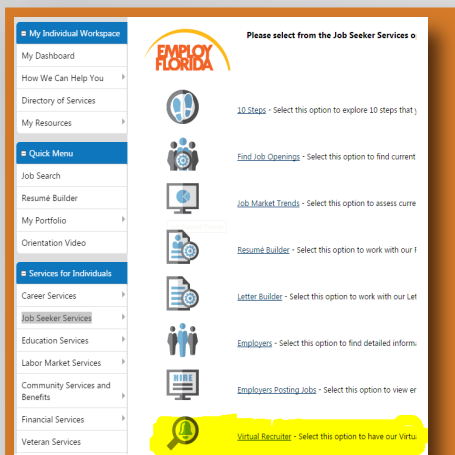 My Individual Workspace
My Dashboard
How We Can Help You
Directory of Services
My Resources
Quick Menu
Job Search
Resumé Builder
My Portfolio
Orientation Video
Services for Individuals
Career Services
Job Seeker Services
Education Services
Labor Market Services
Community Services and
Benefits
Financial Services
Veteran Services
Please select from the Job Seeker Services
EMPLOY
FLORIDA
10 Steps - Select this option to explore 10 steps that
Find Job Openings - Select this option to find current
Job Market Trends - Select this option to assess curre
Resumé Builder - Select this option to work with our
Letter Builder - Select this option to work with our Let
Employers - Select this option to find detailed informa
HIRE
Employers Posting Jobs - Select this option to view er
Virtual Recruiter - Select this option to have our Virtu